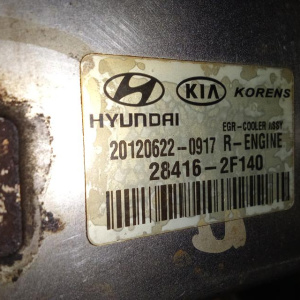 KIA KORENS
HYUNDAI
EGR-COOLER ASSY
20120622-0917 R-ENGINE
28416-2F140